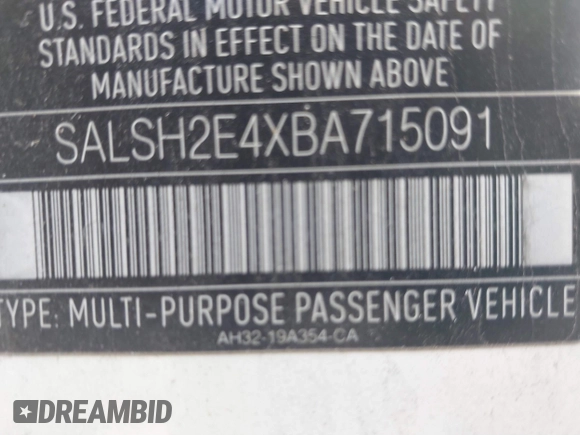 U.S. FEDERAL MOTOR VEHICLE SAFETY
STANDARDS IN EFFECT ON THE DATE OF
MANUFACTURE SHOWN ABOVE
SALSH2E4XBA715091
TYPE: MULTI-PURPOSE PASSENGER VEHICLE
AH32-19A354-CA
DREAMBID